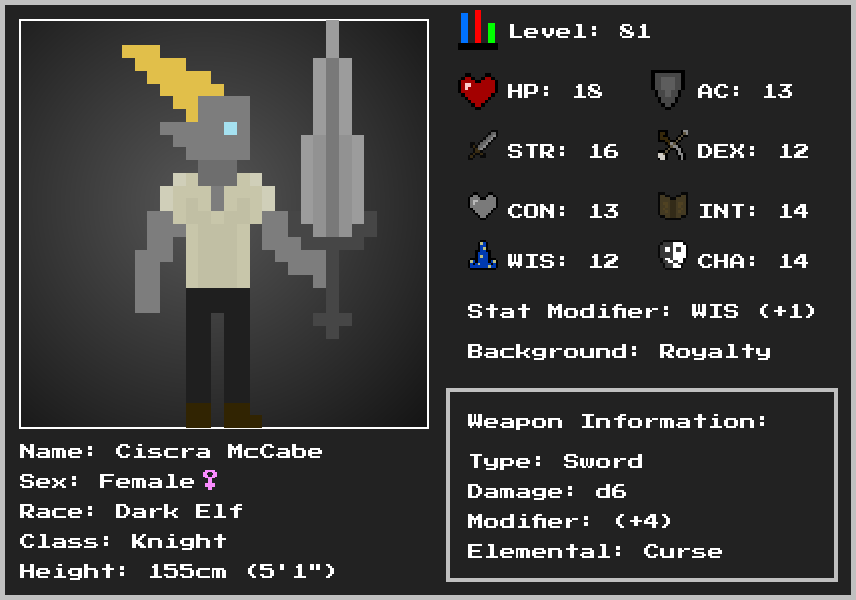 Level: 81
HP: 18 AC: 13
STR: 16 DEX: 12
CON: 13 INT: 14
WIS: 12 CHA: 14
Stat Modifier: WIS (+1)
Background: Royalty
Weapon Information:
Type: Sword
Damage: d6
Modifier: (+4)
Elemental: Curse
Name: Ciscra McCabe
Sex: Female♀
Race: Dark Elf
Class: Knight
Height: 155cm (5'1")